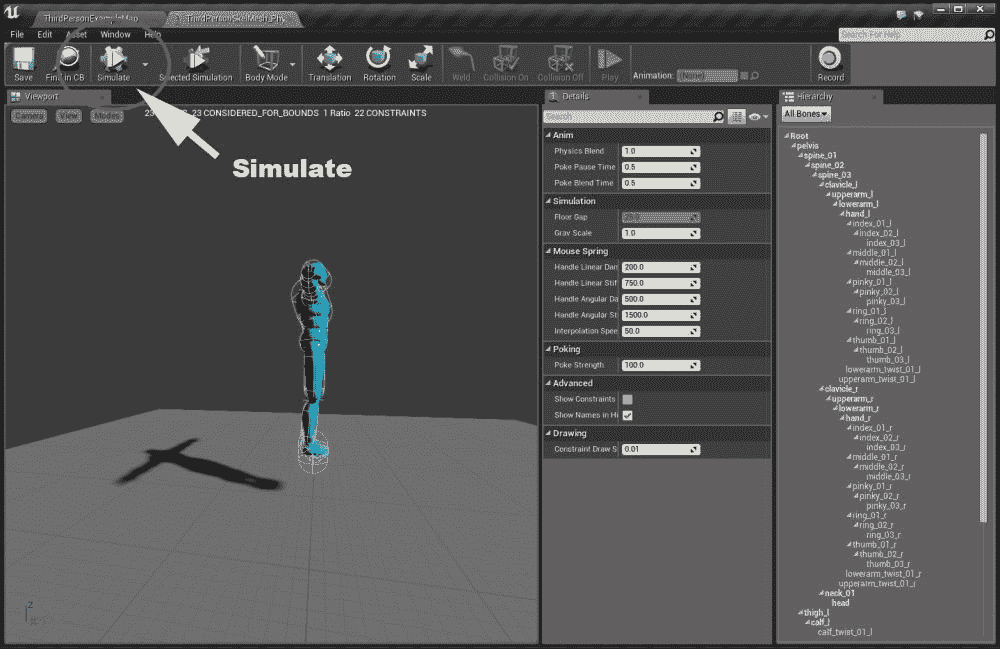 ThirdPersonExampleMap
ThirdPersonSkelMesh_Phy
File Edit Asset Window Help
Search For Help
Save
Find in CB
Simulate
Selected Simulation
Body Mode
Translation
Rotation
Scale
Weld
Collision On
Collision Off
Play
Animation: (None)
Record
Viewport
Camera View Modes
23 CONSIDERED_FOR_BOUNDS 1 Ratio 22 CONSTRAINTS
Simulate
Z
Details
Search
Anim
Physics Blend 1.0
Poke Pause Time 0.5
Poke Blend Time 0.5
Simulation
Floor Gap
Grav Scale 1.0
Mouse Spring
Handle Linear Dan 200.0
Handle Linear Stif 750.0
Handle Angular Da 500.0
Handle Angular St 1500.0
Interpolation Spee 50.0
Poking
Poke Strength 100.0
Advanced
Show Constraints
Show Names in Hi
Drawing
Constraint Draw S 0.01
Hierarchy
All Bones
Root
pelvis
spine_01
spine_02
spine_03
clavicle_l
upperarm_l
lowerarm_l
hand_l
index_01_l
index_02_l
index_03_l
middle_01_l
middle_02_l
middle_03_l
pinky_01_l
pinky_02_l
pinky_03_l
ring_01_l
ring_02_l
ring_03_l
thumb_01_l
thumb_02_l
thumb_03_l
lowerarm_twist_01_l
upperarm_twist_01_l
clavicle_r
upperarm_r
lowerarm_r
hand_r
index_01_r
index_02_r
index_03_r
middle_01_r
middle_02_r
middle_03_r
pinky_01_r
pinky_02_r
pinky_03_r
ring_01_r
ring_02_r
ring_03_r
thumb_01_r
thumb_02_r
thumb_03_r
lowerarm_twist_01_r
upperarm_twist_01_r
neck_01
head
thigh_l
calf_l
calf_twist_01_l